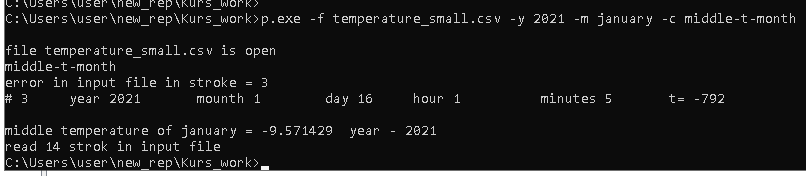 C:\Users\user\new_rep\Kurs_work>
C:\Users\user\new_rep\Kurs_work>p.exe -f temperature_small.csv -y 2021 -m january -c middle-t-month
file temperature_small.csv is open
middle-t-month
error in input file in stroke = 3
# 3 year 2021 mounth 1 day 16 hour 1 minutes 5 t= -792
middle temperature of january = -9.571429 year - 2021
read 14 strok in input file
C:\Users\user\new_rep\Kurs_work>